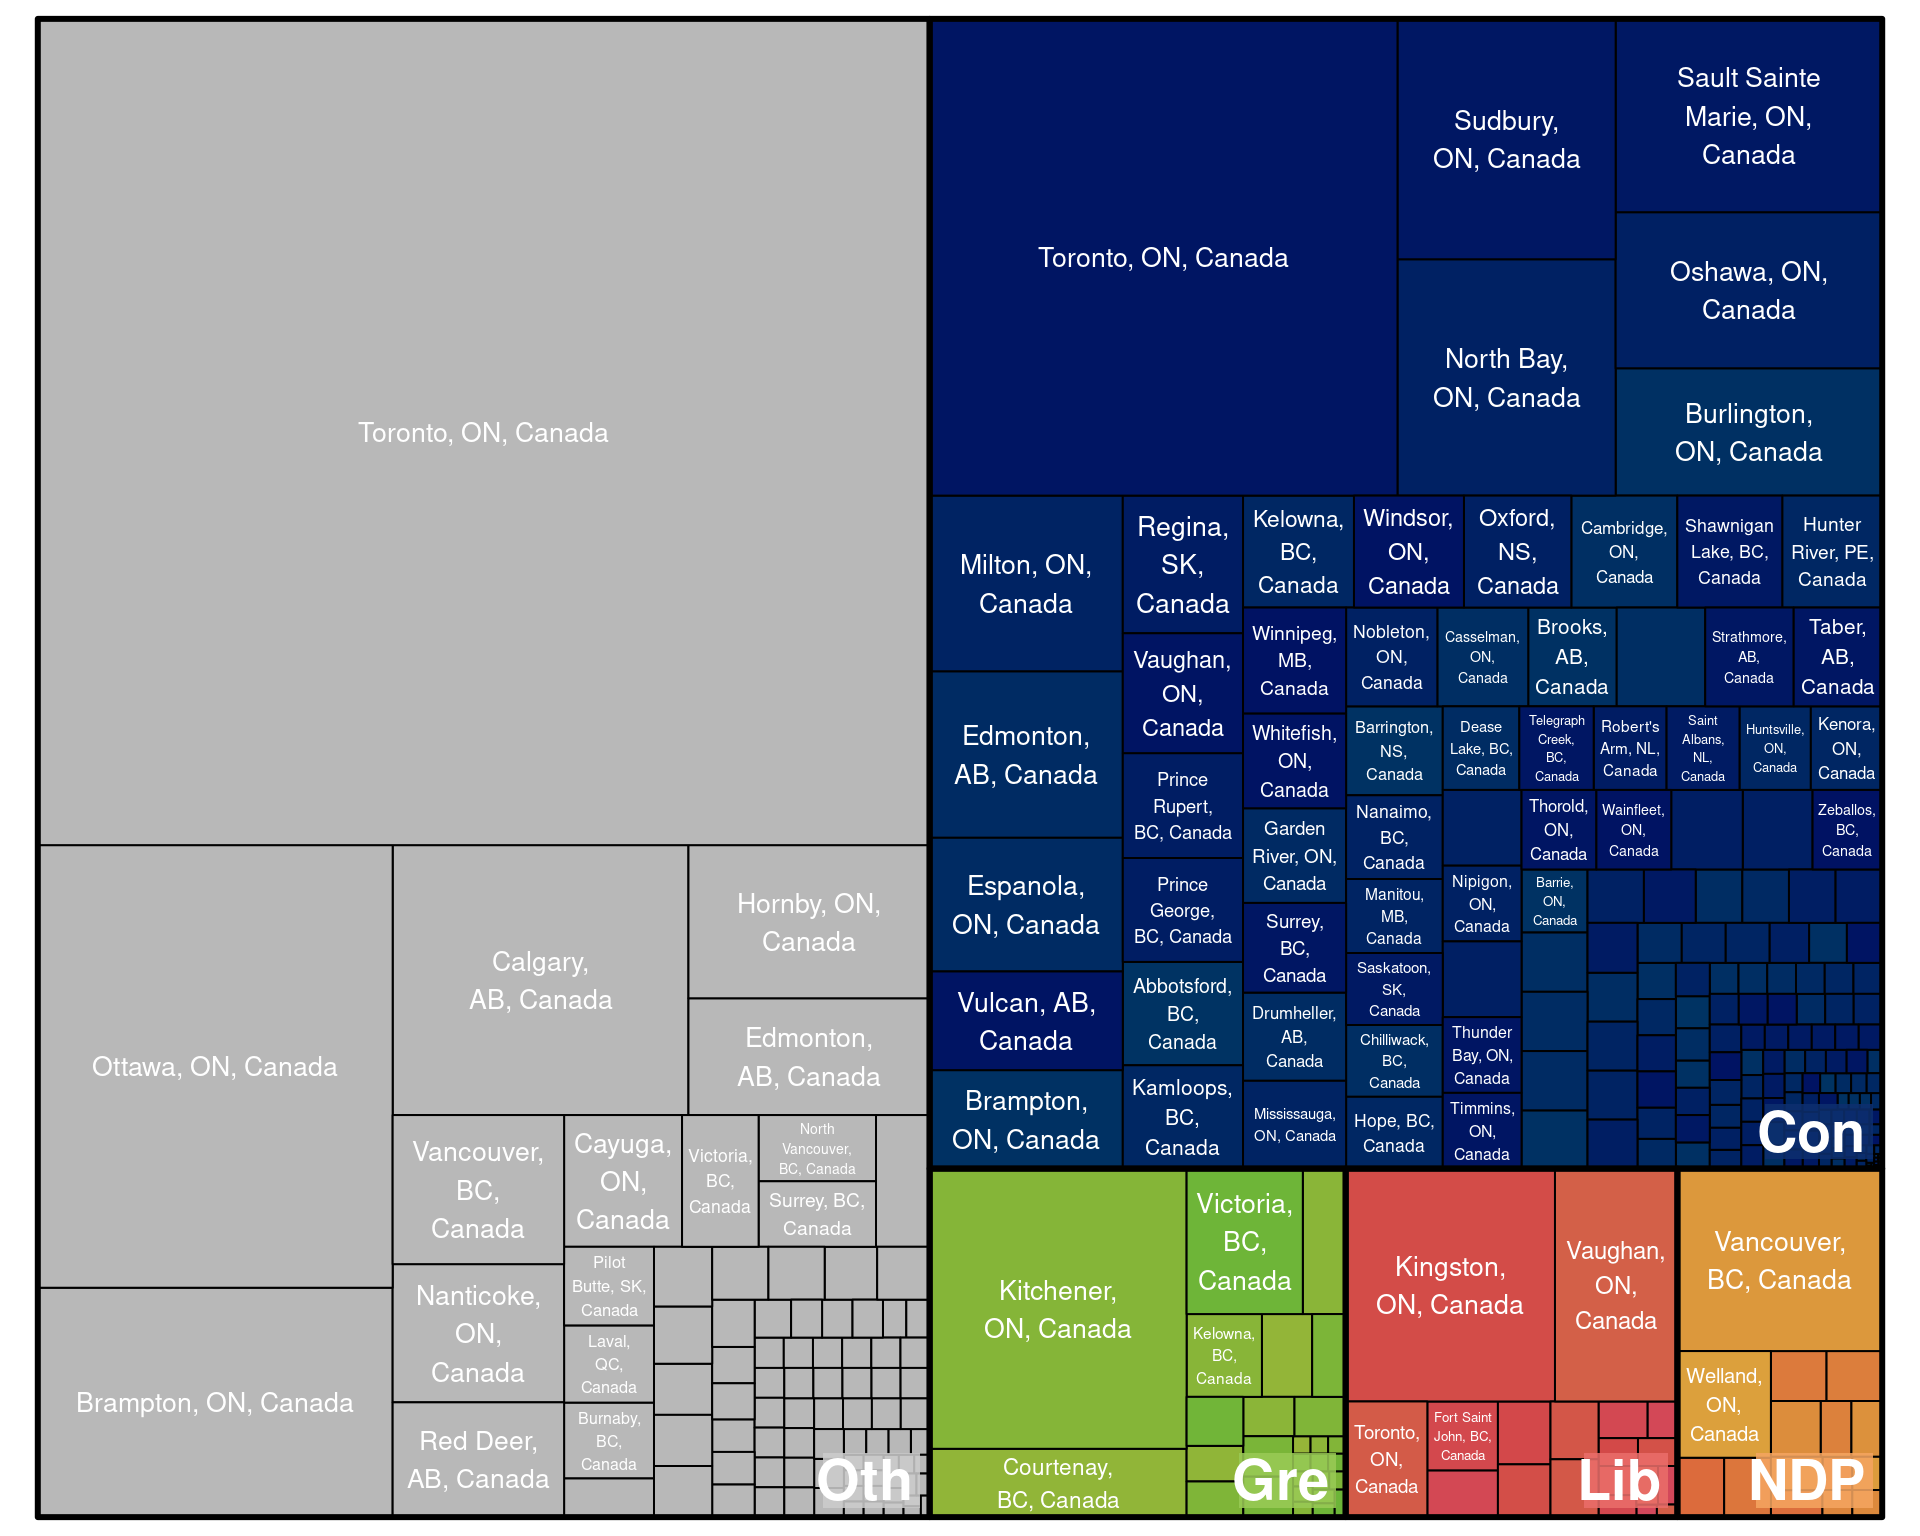 Toronto, ON, Canada
Ottawa, ON, Canada
Brampton, ON, Canada
Calgary,
AB, Canada
Hornby, ON,
Canada
Edmonton,
AB, Canada
Vancouver,
BC,
Canada
Nanticoke,
ON,
Canada
Red Deer,
AB, Canada
Cayuga,
ON,
Canada
Victoria,
BC,
Canada
North
Vancouver,
BC, Canada
Surrey, BC,
Canada
Pilot
Butte, SK,
Canada
Laval,
QC,
Canada
Burnaby,
BC,
Canada
Oth
Toronto, ON, Canada
Sudbury,
ON, Canada
North Bay,
ON, Canada
Sault Sainte
Marie, ON,
Canada
Oshawa, ON,
Canada
Burlington,
ON, Canada
Milton, ON,
Canada
Edmonton,
AB, Canada
Espanola,
ON, Canada
Vulcan, AB,
Canada
Brampton,
ON, Canada
Regina,
SK,
Canada
Vaughan,
ON,
Canada
Prince
Rupert,
BC, Canada
Prince
George,
BC, Canada
Abbotsford,
BC,
Canada
Kamloops,
BC,
Canada
Kelowna,
BC,
Canada
Windsor,
ON,
Canada
Oxford,
NS,
Canada
Cambridge,
ON,
Canada
Shawnigan
Lake, BC,
Canada
Hunter
River, PE,
Canada
Winnipeg,
MB,
Canada
Whitefish,
ON,
Canada
Garden
River, ON,
Canada
Surrey,
BC,
Canada
Drumheller,
AB,
Canada
Mississauga,
ON, Canada
Nobleton,
ON,
Canada
Casselman,
ON,
Canada
Brooks,
AB,
Canada
Strathmore,
AB,
Canada
Taber,
AB,
Canada
Barrington,
NS,
Canada
Nanaimo,
BC,
Canada
Manitou,
MB,
Canada
Saskatoon,
SK,
Canada
Chilliwack,
BC,
Canada
Hope, BC,
Canada
Dease
Lake, BC,
Canada
Telegraph
Creek,
BC,
Canada
Robert's
Arm, NL,
Canada
Saint
Albans,
NL,
Canada
Huntsville,
ON,
Canada
Kenora,
ON,
Canada
Thorold,
ON,
Canada
Wainfleet,
ON,
Canada
Zeballos,
BC,
Canada
Nipigon,
ON,
Canada
Thunder
Bay, ON,
Canada
Timmins,
ON,
Canada
Barrie,
ON,
Canada
Con
Kitchener,
ON, Canada
Courtenay,
BC, Canada
Victoria,
BC,
Canada
Kelowna,
BC,
Canada
Gre
Kingston,
ON, Canada
Vaughan,
ON,
Canada
Toronto,
ON,
Canada
Fort Saint
John, BC,
Canada
Lib
Vancouver,
BC, Canada
Welland,
ON,
Canada
NDP